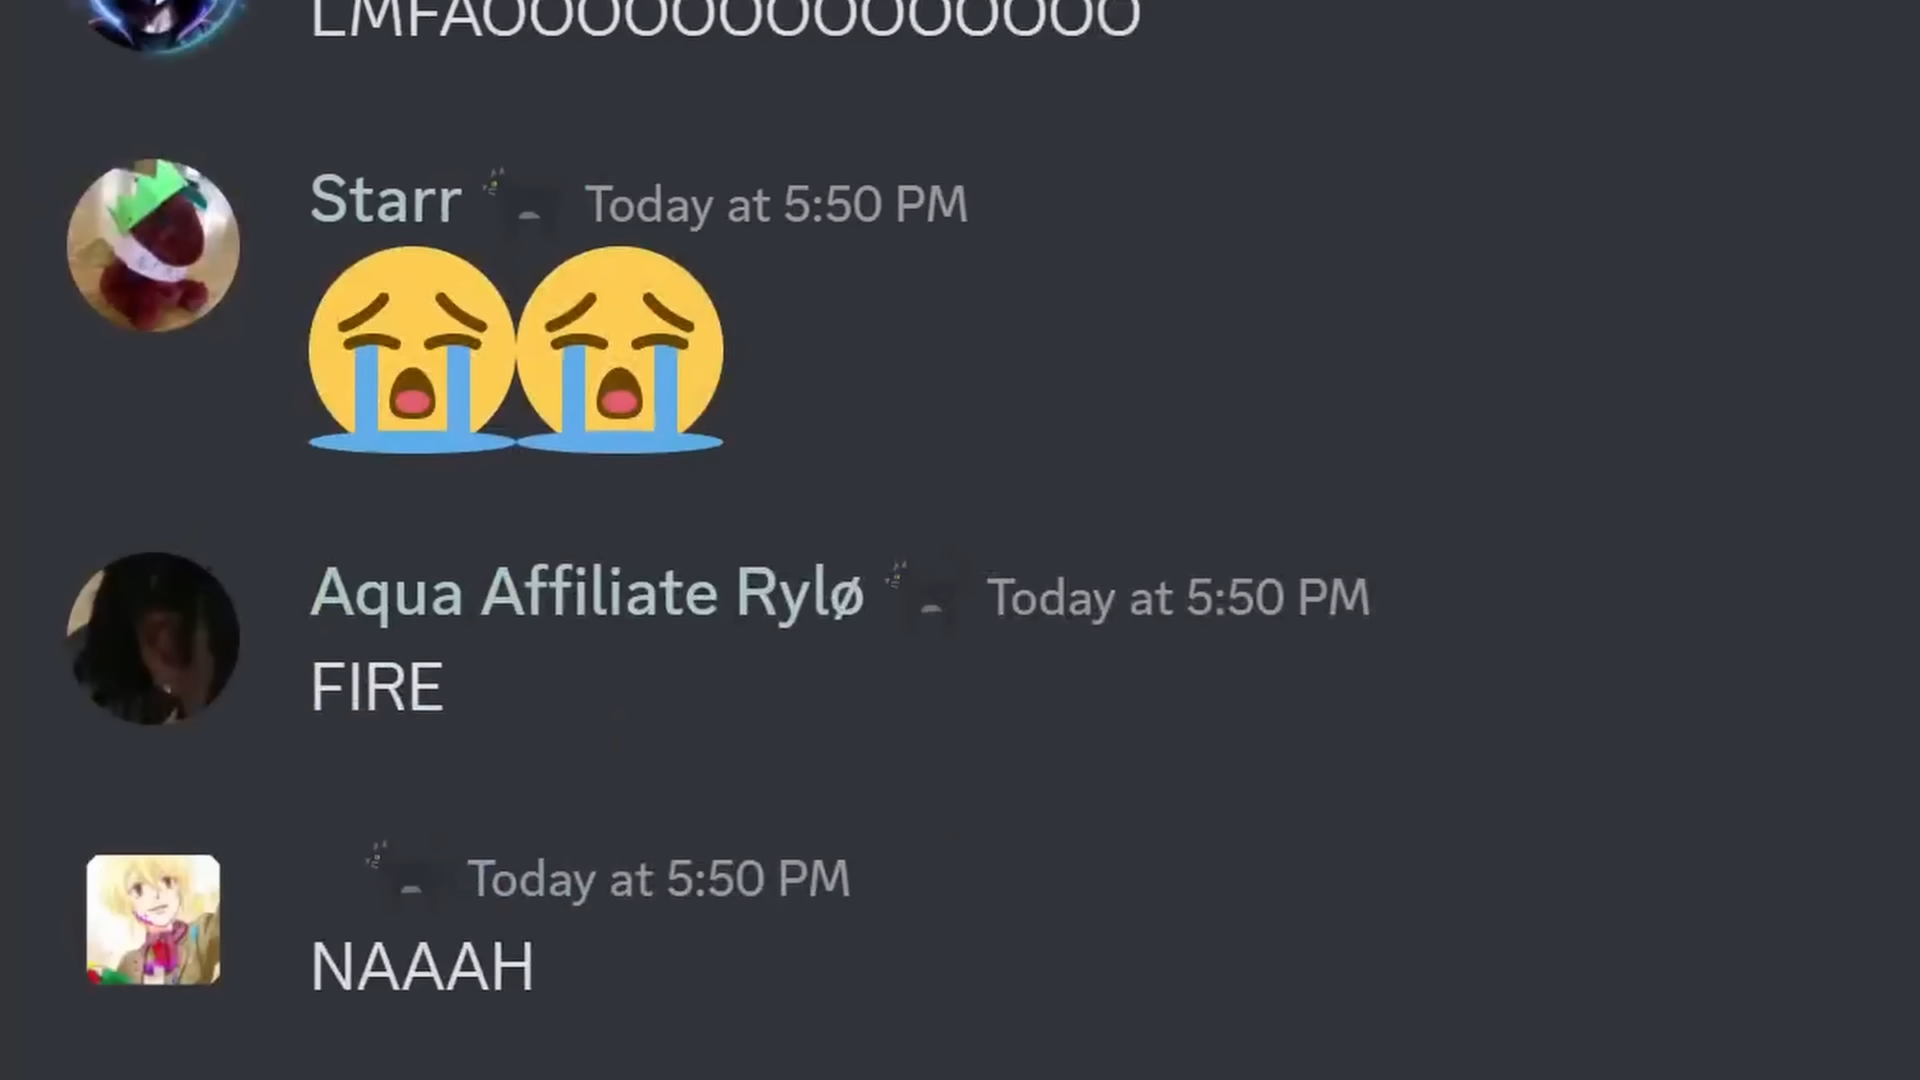 LMFAOOOOOOOOOOOOOO
Starr Today at 5:50 PM
😭😭
Aqua Affiliate Rylø Today at 5:50 PM
FIRE
Today at 5:50 PM
NAAAH